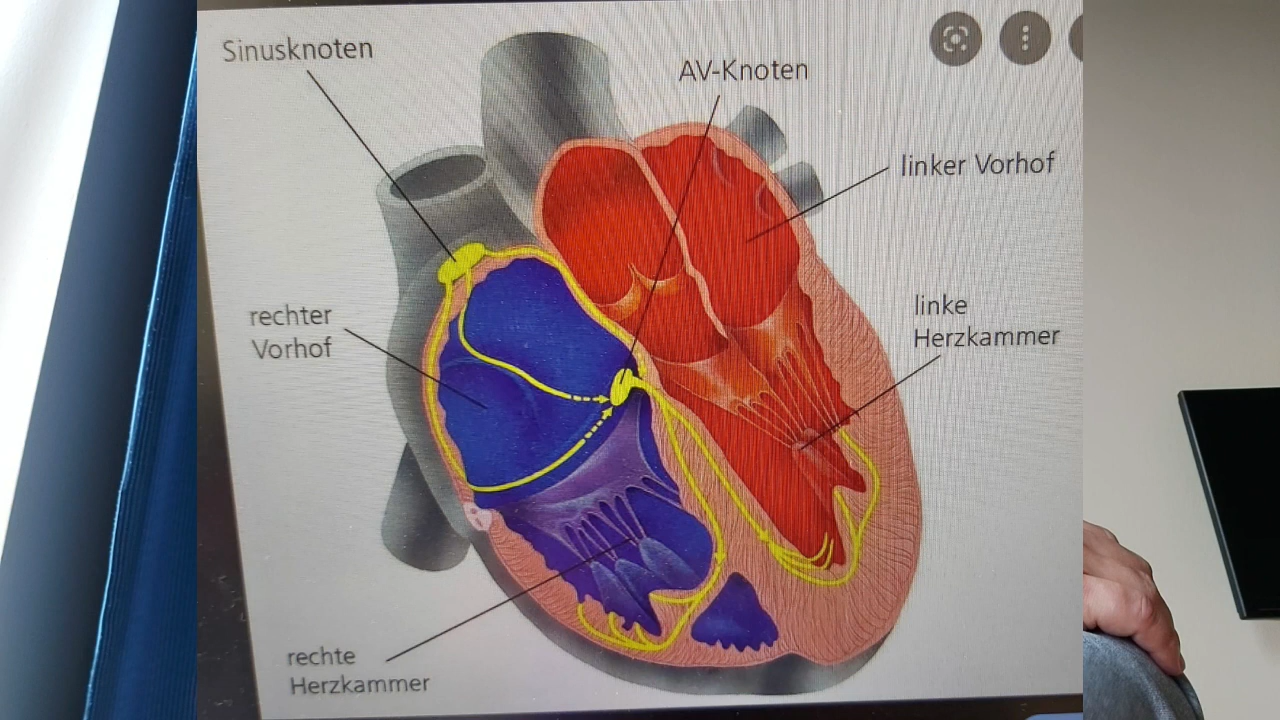 Sinusknoten
AV-Knoten
linker Vorhof
rechter
Vorhof
linke
Herzkammer
rechte
Herzkammer